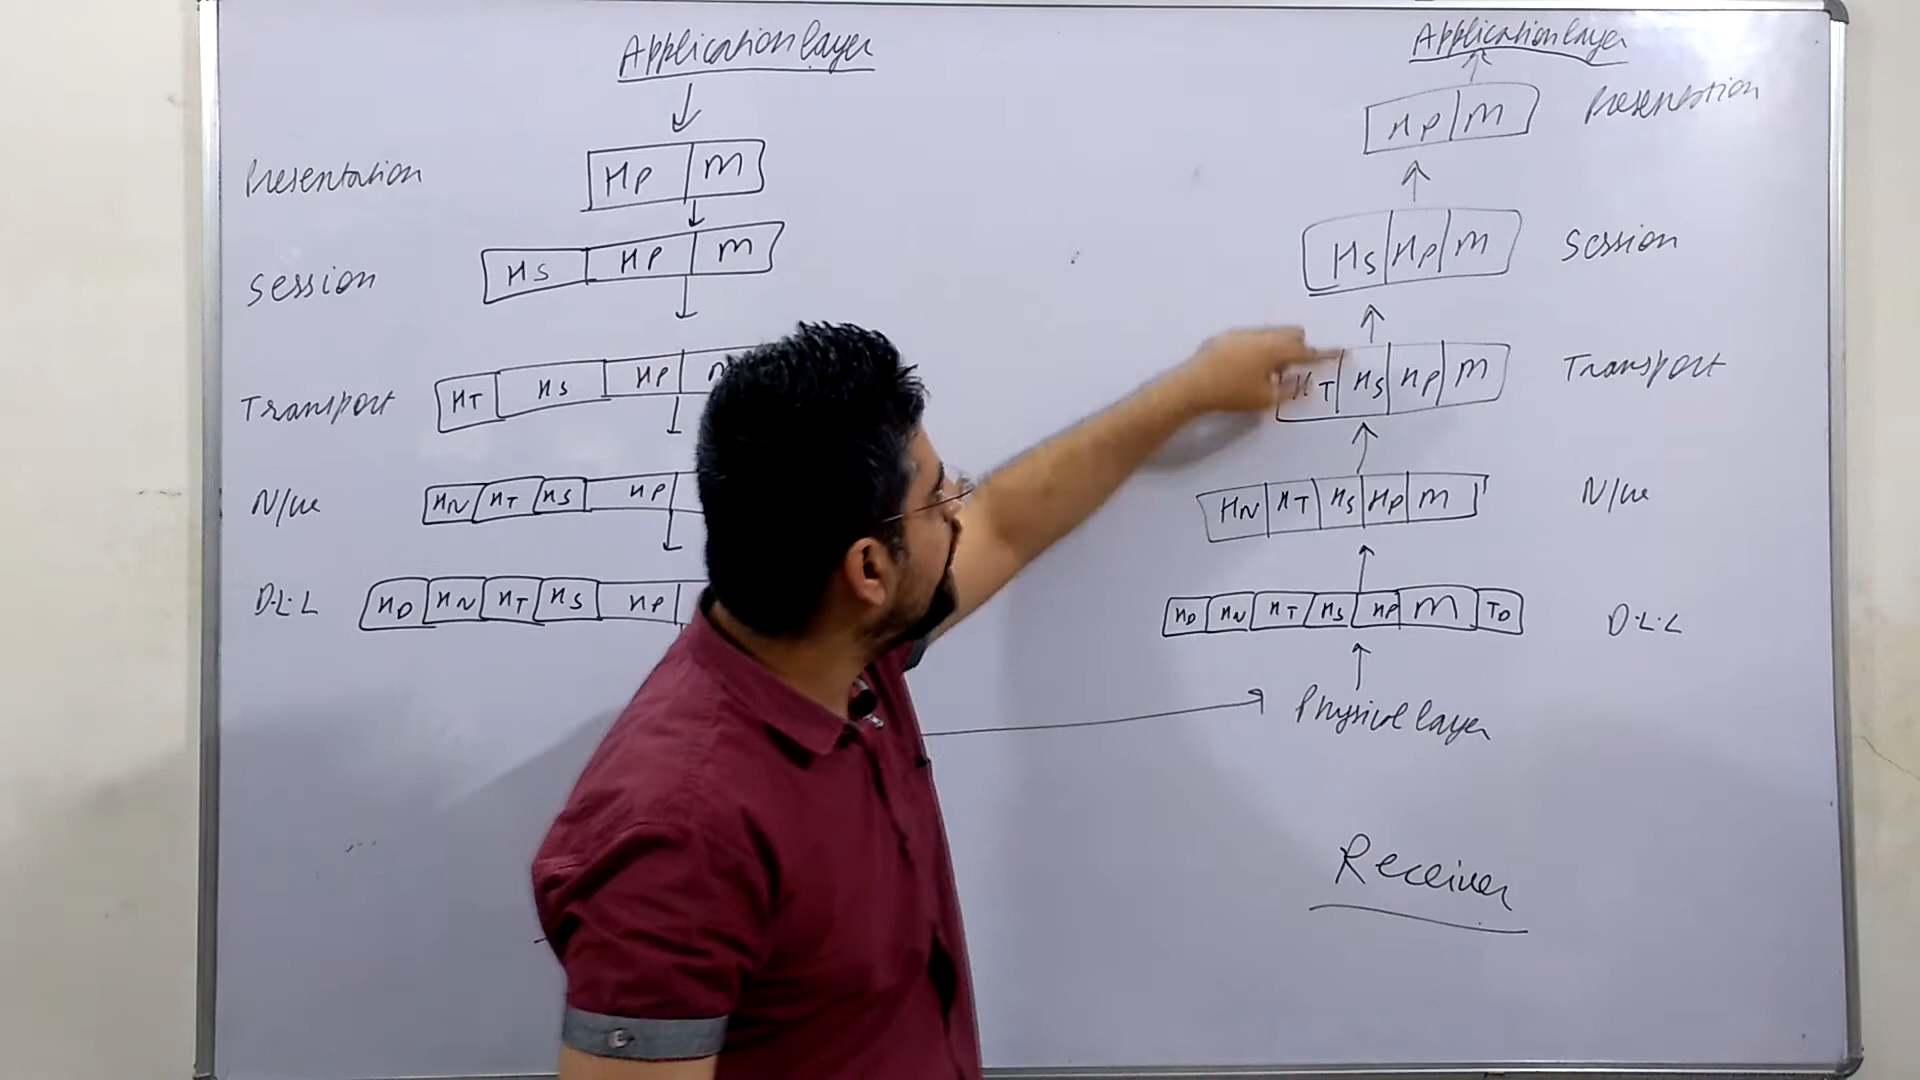 Application layer
Presentation HP M
Session HS HP M
Transport HT HS HP M
N/w HN HT HS HP
D.L.L HD HN HT HS HP
Application layer
HP M Presentation
HS HP M Session
HT HS HP M Transport
HN HT HS HP M N/w
HD HN HT HS HP M TD D.L.L
Physical layer
Receiver